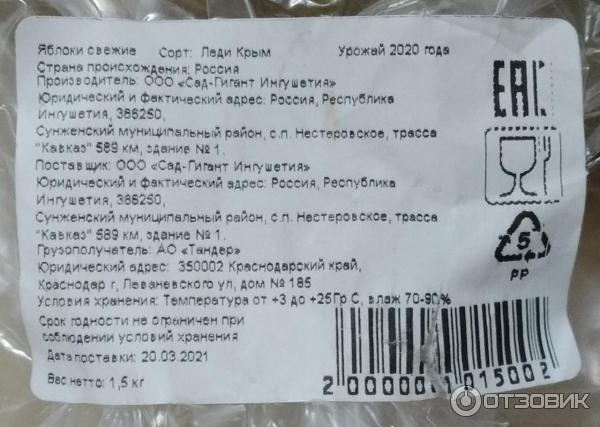 Яблоки свежие Сорт: Леди Крым Урожай 2020 года
Страна происхождения: Россия
Производитель: ООО «Сад-Гигант Ингушетия»
Юридический и фактический адрес: Россия, Республика
Ингушетия, 386250,
Сунженский муниципальный район, с.п. Нестеровское, трасса
"Кавказ" 589 км, здание № 1.
Поставщик: ООО «Сад-Гигант Ингушетия»
Юридический и фактический адрес: Россия, Республика
Ингушетия, 386250,
Сунженский муниципальный район, с.п. Нестеровское, трасса
"Кавказ" 589 км, здание № 1.
Грузополучатель: АО «Тандер»
Юридический адрес: 350002 Краснодарский край,
Краснодар г, Леваневского ул, дом № 185
Условия хранения: Температура от +3 до +25Гр С, влаж 70-90%
Срок годности не ограничен при
соблюдении условий хранения
Дата поставки: 20.03.2021
Вес нетто: 1,5 кг
EAC
5
PP
2 000000 015002
ОТЗОВИК